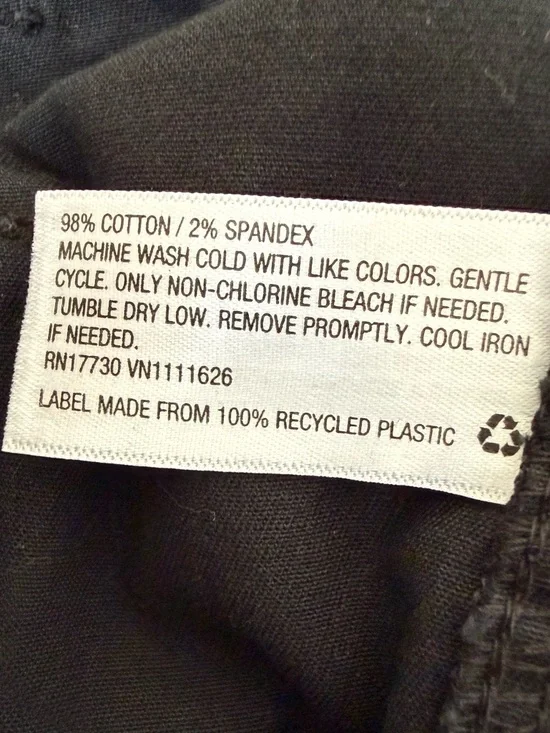 98% COTTON / 2% SPANDEX
MACHINE WASH COLD WITH LIKE COLORS. GENTLE
CYCLE. ONLY NON-CHLORINE BLEACH IF NEEDED.
TUMBLE DRY LOW. REMOVE PROMPTLY. COOL IRON
IF NEEDED.
RN17730 VN1111626
LABEL MADE FROM 100% RECYCLED PLASTIC